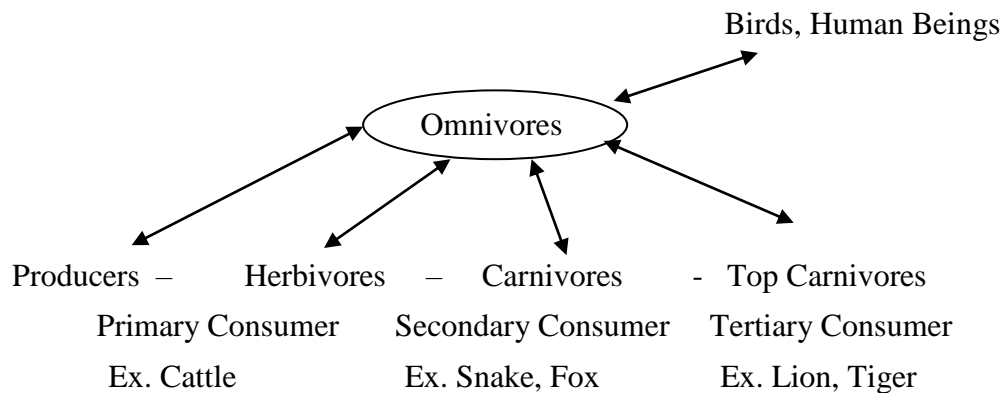 Birds, Human Beings
Omnivores
Producers – Herbivores – Carnivores - Top Carnivores
Primary Consumer Secondary Consumer Tertiary Consumer
Ex. Cattle Ex. Snake, Fox Ex. Lion, Tiger